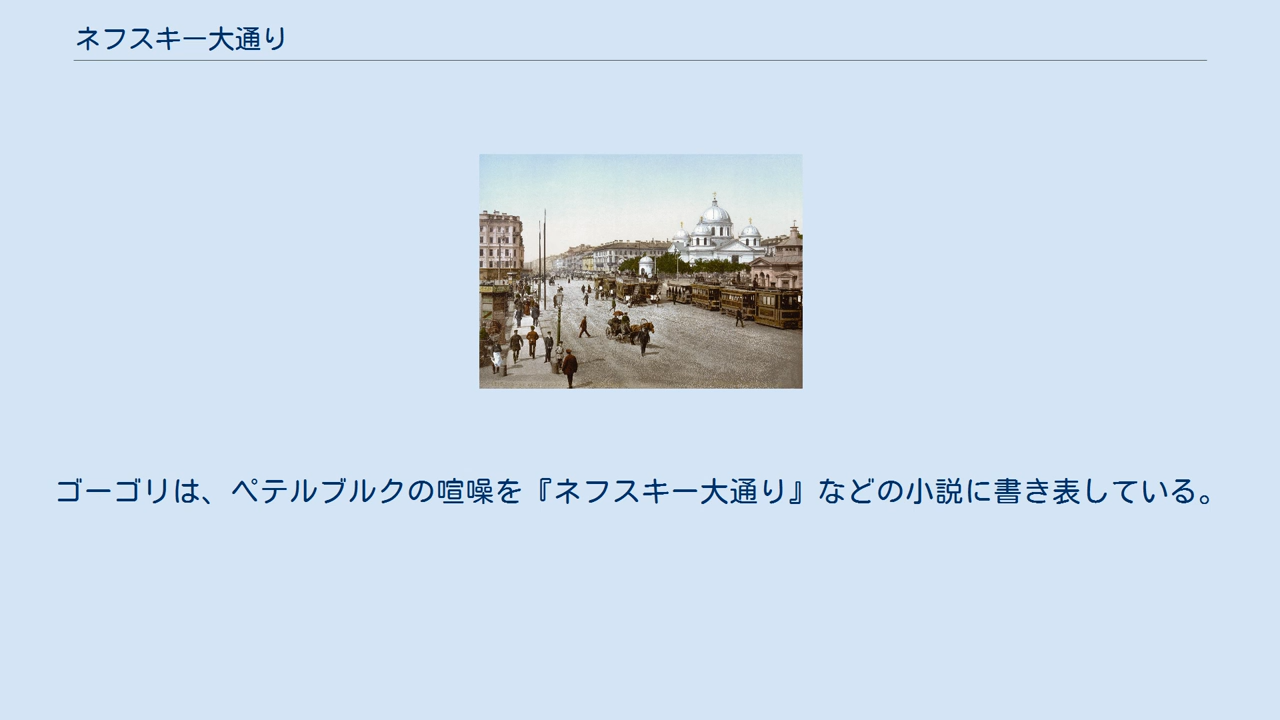 ネフスキー大通り
ゴーゴリは、ペテルブルクの喧噪を『ネフスキー大通り』などの小説に書き表している。